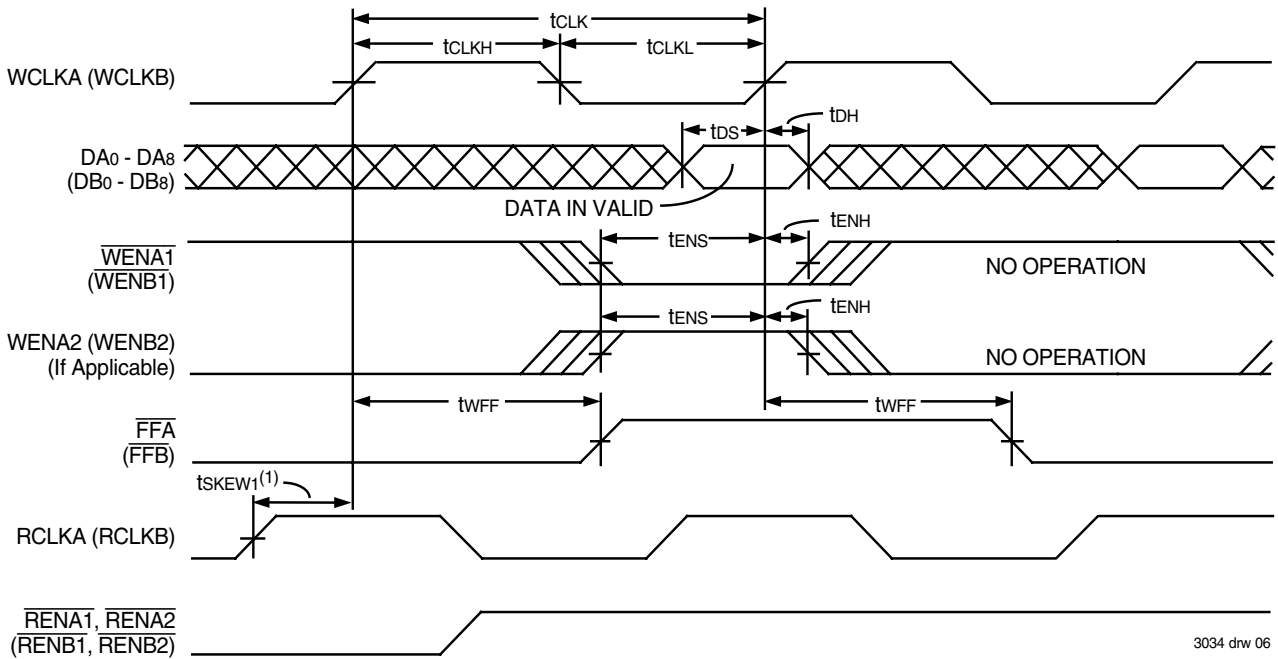 tCLK
tCLKH
tCLKL
WCLKA (WCLKB)
tDH
tDS
DA0 - DA8
(DB0 - DB8)
DATA IN VALID
tENH
tENS
WENA1
(WENB1)
NO OPERATION
tENH
tENS
WENA2 (WENB2)
(If Applicable)
NO OPERATION
tWFF
tWFF
FFA
(FFB)
tSKEW1(1)
RCLKA (RCLKB)
RENA1, RENA2
(RENB1, RENB2)
3034 drw 06